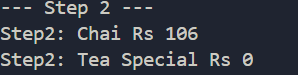 --- Step 2 ---
Step2: Chai Rs 106
Step2: Tea Special Rs 0